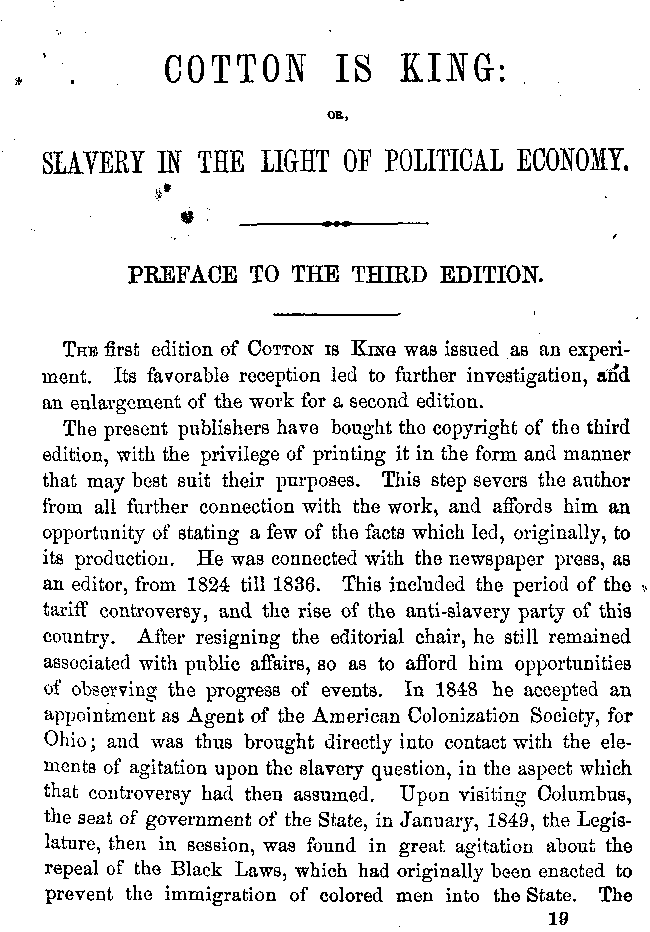 COTTON IS KING:
OR,
SLAVERY IN THE LIGHT OF POLITICAL ECONOMY.
PREFACE TO THE THIRD EDITION.
THE first edition of COTTON IS KING was issued as an experi-
ment. Its favorable reception led to further investigation, and
an enlargement of the work for a second edition.
The present publishers have bought the copyright of the third
edition, with the privilege of printing it in the form and manner
that may best suit their purposes. This step severs the author
from all further connection with the work, and affords him an
opportunity of stating a few of the facts which led, originally, to
its production. He was connected with the newspaper press, as
an editor, from 1824 till 1836. This included the period of the
tariff controversy, and the rise of the anti-slavery party of this
country. After resigning the editorial chair, he still remained
associated with public affairs, so as to afford him opportunities
of observing the progress of events. In 1848 he accepted an
appointment as Agent of the American Colonization Society, for
Ohio; and was thus brought directly into contact with the ele-
ments of agitation upon the slavery question, in the aspect which
that controversy had then assumed. Upon visiting Columbus,
the seat of government of the State, in January, 1849, the Legis-
lature, then in session, was found in great agitation about the
repeal of the Black Laws, which had originally been enacted to
prevent the immigration of colored men into the State. The
19